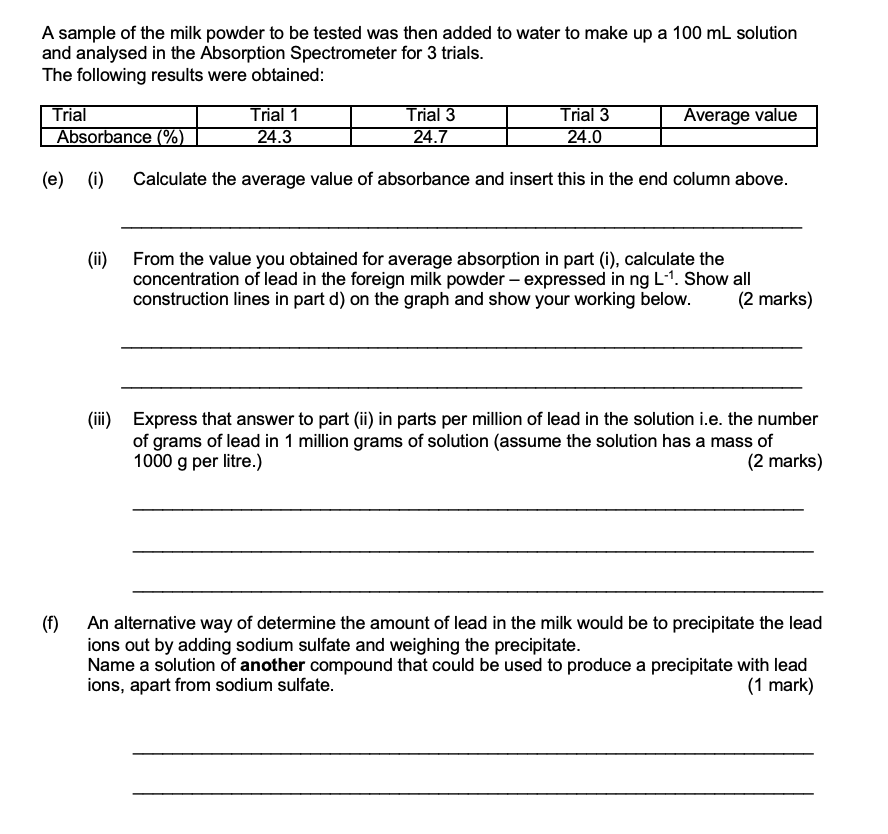 A sample of the milk powder to be tested was then added to water to make up a 100 mL solution
and analysed in the Absorption Spectrometer for 3 trials.
The following results were obtained:
Trial Trial 1 Trial 3 Trial 3 Average value
Absorbance (%) 24.3 24.7 24.0
(e) (i) Calculate the average value of absorbance and insert this in the end column above.
(ii) From the value you obtained for average absorption in part (i), calculate the
concentration of lead in the foreign milk powder – expressed in ng L⁻¹. Show all
construction lines in part d) on the graph and show your working below. (2 marks)
(iii) Express that answer to part (ii) in parts per million of lead in the solution i.e. the number
of grams of lead in 1 million grams of solution (assume the solution has a mass of
1000 g per litre.) (2 marks)
(f) An alternative way of determine the amount of lead in the milk would be to precipitate the lead
ions out by adding sodium sulfate and weighing the precipitate.
Name a solution of another compound that could be used to produce a precipitate with lead
ions, apart from sodium sulfate. (1 mark)